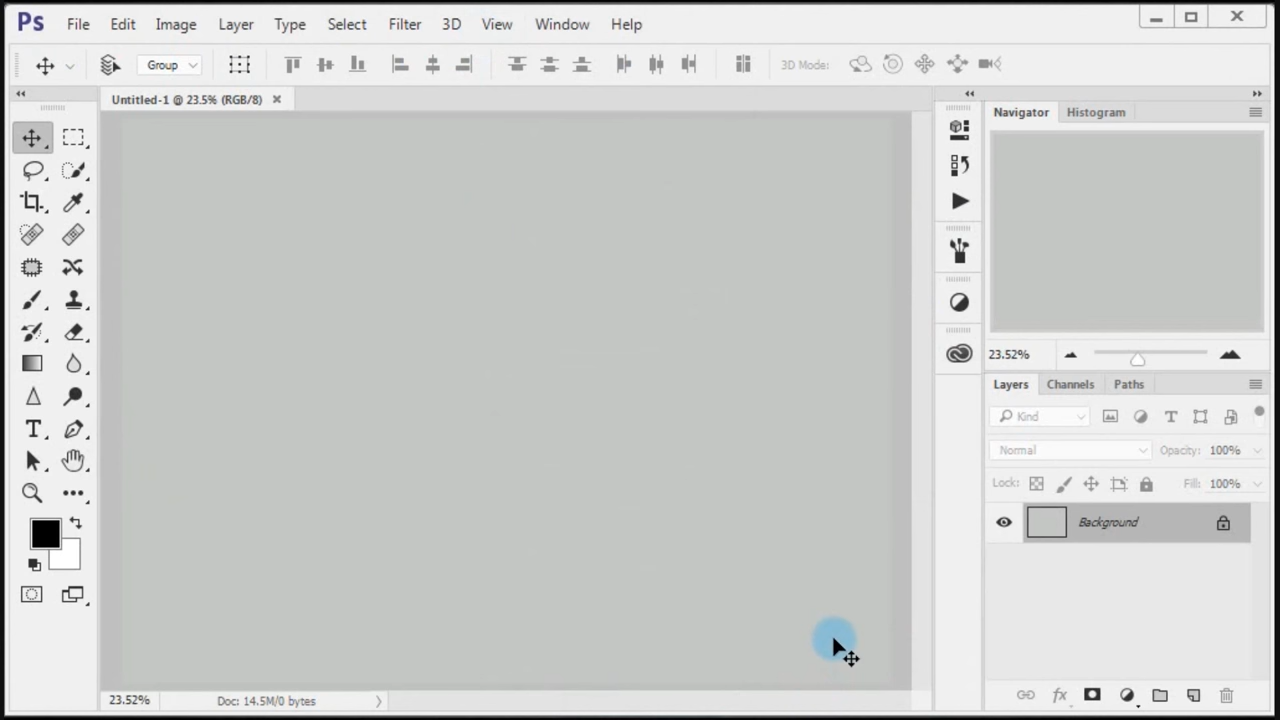 Ps File Edit Image Layer Type Select Filter 3D View Window Help
Group 3D Mode:
Untitled-1 @ 23.5% (RGB/8)
Navigator Histogram
23.52%
Layers Channels Paths
Kind
Normal Opacity: 100%
Lock: Fill: 100%
Background
fx
T
T
23.52% Doc: 14.5M/0 bytes